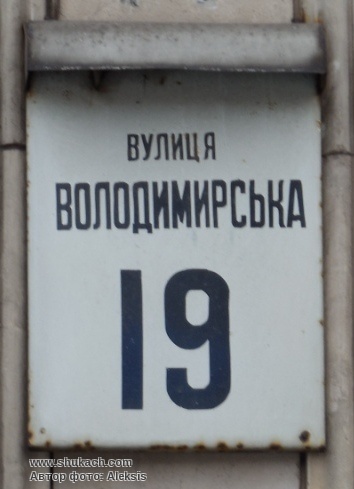 ВУЛИЦЯ
ВОЛОДИМИРСЬКА
19
www.shukach.com
Автор фото: Aleksis